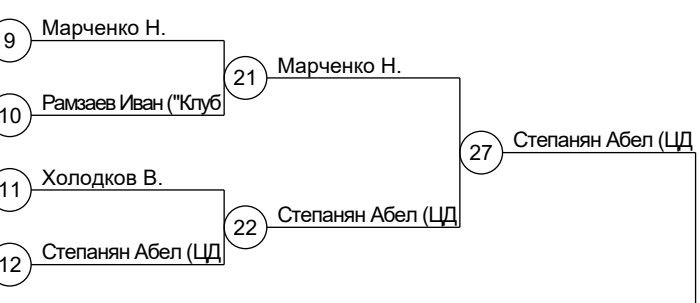 9 Марченко Н.
21 Марченко Н.
10 Рамзаев Иван ("Клуб
27 Степанян Абел (ЦД
11 Холодков В.
22 Степанян Абел (ЦД
12 Степанян Абел (ЦД